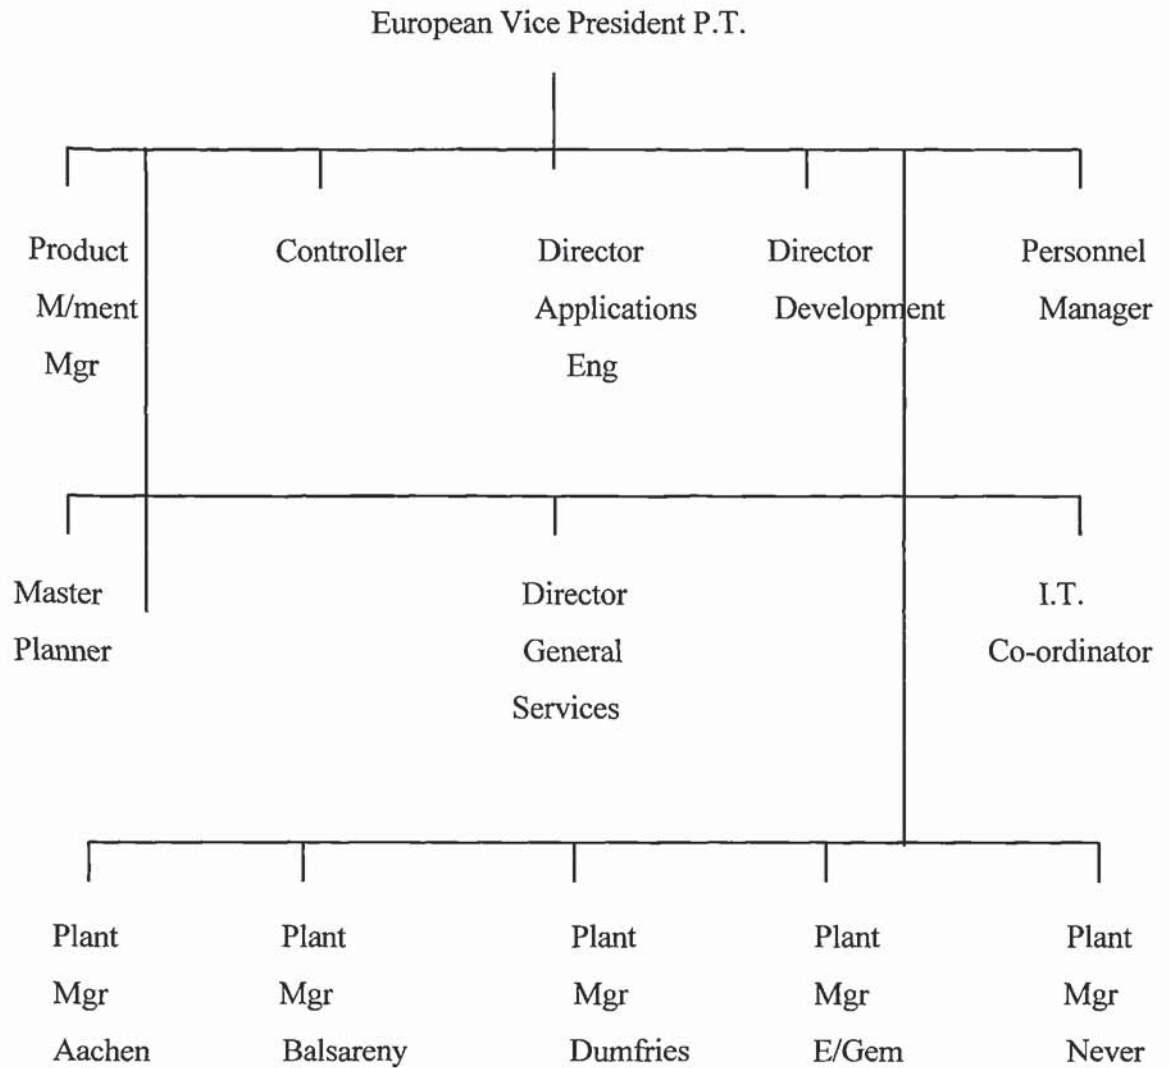 European Vice President P.T.
Product Controller Director Director Personnel
M/ment Applications Development Manager
Mgr Eng
Master Director I.T.
Planner General Co-ordinator
Services
Plant Plant Plant Plant Plant
Mgr Mgr Mgr Mgr Mgr
Aachen Balsareny Dumfries E/Gem Never